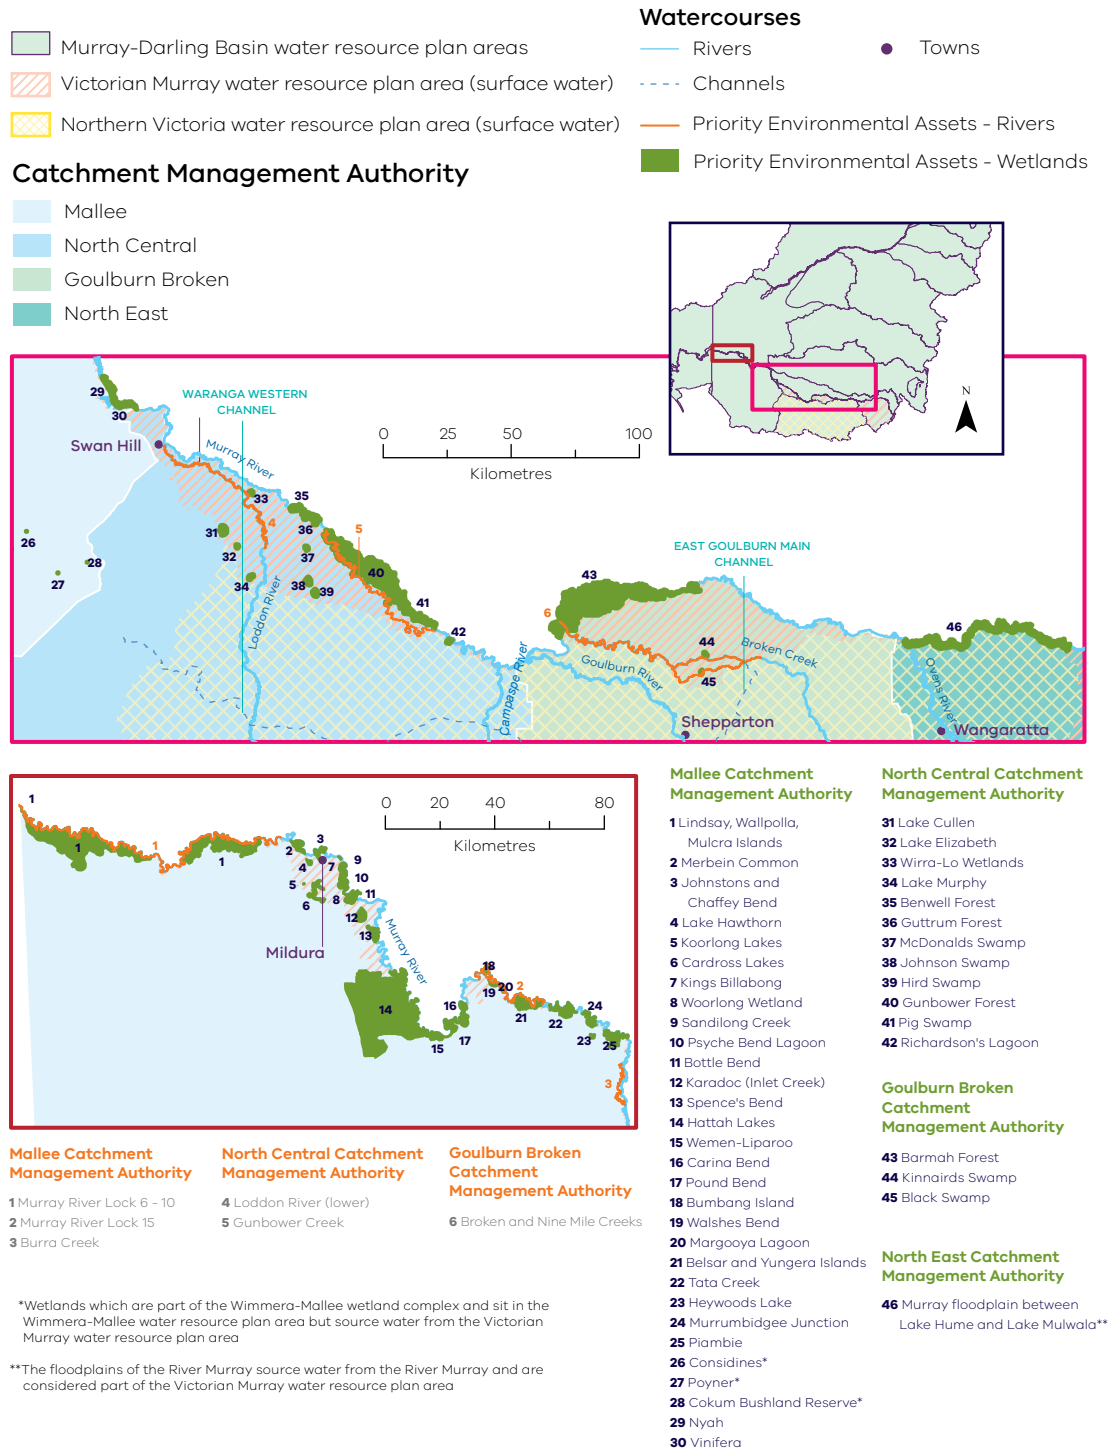 Murray-Darling Basin water resource plan areas
Victorian Murray water resource plan area (surface water)
Northern Victoria water resource plan area (surface water)
Watercourses
Rivers
Towns
Channels
Priority Environmental Assets - Rivers
Priority Environmental Assets - Wetlands
Catchment Management Authority
Mallee
North Central
Goulburn Broken
North East
N
29
30
WARANGA WESTERN
CHANNEL
Swan Hill
Murray River
0 25 50 100
Kilometres
33
35
31
4
36
5
26
32
37
40
EAST GOULBURN MAIN
CHANNEL
28
27
34
38
39
43
41
Loddon River
42
6
46
44
Broken Creek
Campaspe River
Goulburn River
45
Owens River
Shepparton
Wangaratta
1
0 20 40 80
Kilometres
1
1
1
2
3
4
7
9
5
10
6
8
11
12
13
Mildura
Murray River
18
14
19
20
2
16
21
22
24
15
17
23
25
3
Mallee Catchment
Management Authority
1 Murray River Lock 6 - 10
2 Murray River Lock 15
3 Burra Creek
North Central Catchment
Management Authority
4 Loddon River (lower)
5 Gunbower Creek
Goulburn Broken
Catchment
Management Authority
6 Broken and Nine Mile Creeks
*Wetlands which are part of the Wimmera-Mallee wetland complex and sit in the
Wimmera-Mallee water resource plan area but source water from the Victorian
Murray water resource plan area
**The floodplains of the River Murray source water from the River Murray and are
considered part of the Victorian Murray water resource plan area
Mallee Catchment
Management Authority
1 Lindsay, Wallpolla,
Mulcra Islands
2 Merbein Common
3 Johnstons and
Chaffey Bend
4 Lake Hawthorn
5 Koorlong Lakes
6 Cardross Lakes
7 Kings Billabong
8 Woorlong Wetland
9 Sandilong Creek
10 Psyche Bend Lagoon
11 Bottle Bend
12 Karadoc (Inlet Creek)
13 Spence's Bend
14 Hattah Lakes
15 Wemen-Liparoo
16 Carina Bend
17 Pound Bend
18 Bumbang Island
19 Walshes Bend
20 Margooya Lagoon
21 Belsar and Yungera Islands
22 Tata Creek
23 Heywoods Lake
24 Murrumbidgee Junction
25 Piambie
26 Considines*
27 Poyner*
28 Cokum Bushland Reserve*
29 Nyah
30 Vinifera
North Central Catchment
Management Authority
31 Lake Cullen
32 Lake Elizabeth
33 Wirra-Lo Wetlands
34 Lake Murphy
35 Benwell Forest
36 Guttrum Forest
37 McDonalds Swamp
38 Johnson Swamp
39 Hird Swamp
40 Gunbower Forest
41 Pig Swamp
42 Richardson's Lagoon
Goulburn Broken
Catchment
Management Authority
43 Barmah Forest
44 Kinnairds Swamp
45 Black Swamp
North East Catchment
Management Authority
46 Murray floodplain between
Lake Hume and Lake Mulwala**